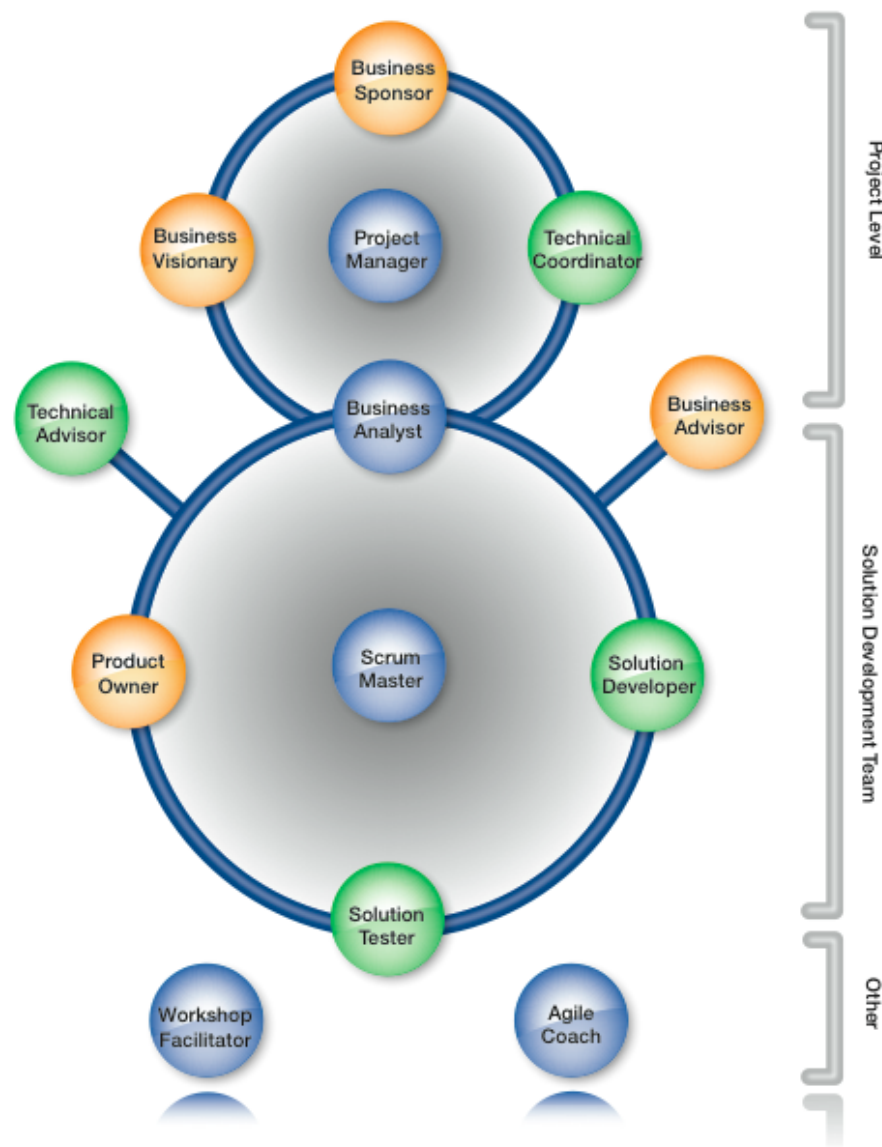 Business
Sponsor
Business
Visionary
Project
Manager
Technical
Coordinator
Project Level
Technical
Advisor
Business
Analyst
Business
Advisor
Product
Owner
Scrum
Master
Solution
Developer
Solution Development Team
Solution
Tester
Workshop
Facilitator
Agile
Coach
Other